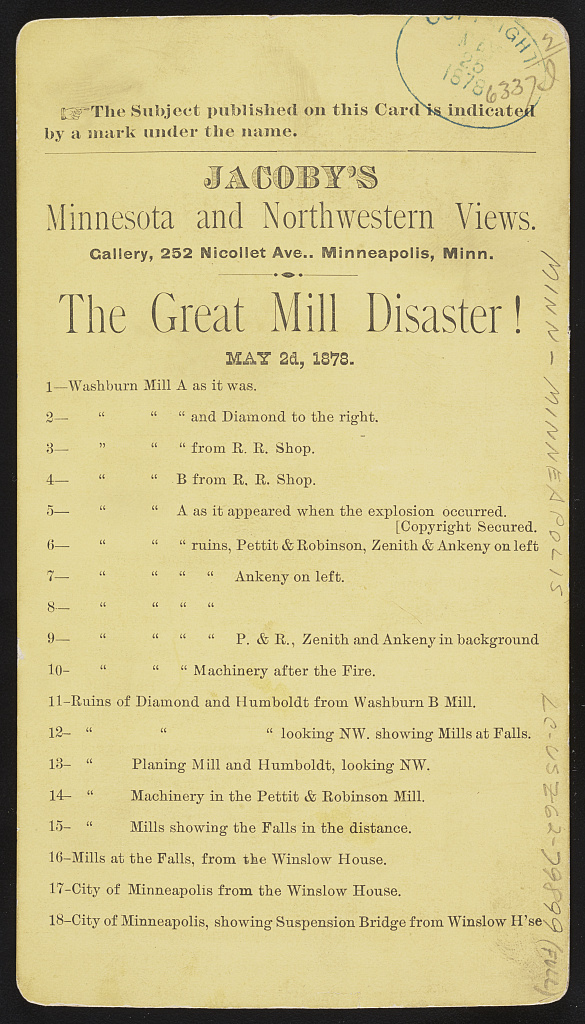 COPYRIGHT
1878
6337
☞The Subject published on this Card is indicated
by a mark under the name.
JACOBY'S
Minnesota and Northwestern Views.
Gallery, 252 Nicollet Ave.. Minneapolis, Minn.
The Great Mill Disaster!
MAY 2d, 1878.
1—Washburn Mill A as it was.
2— “ “ “ and Diamond to the right.
3— ” “ “ from R. R. Shop.
4— “ “ B from R. R. Shop.
5— “ “ A as it appeared when the explosion occurred.
[Copyright Secured.
6— “ “ “ ruins, Pettit & Robinson, Zenith & Ankeny on left
7— “ “ “ “ Ankeny on left.
8— “ “ “ “
9— “ “ “ “ P. & R., Zenith and Ankeny in background
10- “ “ “ Machinery after the Fire.
11-Ruins of Diamond and Humboldt from Washburn B Mill.
12- “ “ “ looking NW. showing Mills at Falls.
13- “ Planing Mill and Humboldt, looking NW.
14- “ Machinery in the Pettit & Robinson Mill.
15- “ Mills showing the Falls in the distance.
16-Mills at the Falls, from the Winslow House.
17-City of Minneapolis from the Winslow House.
18-City of Minneapolis, showing Suspension Bridge from Winslow H'se
MINN - MINNEAPOLIS
LC-USZ62-79899 (FULL)